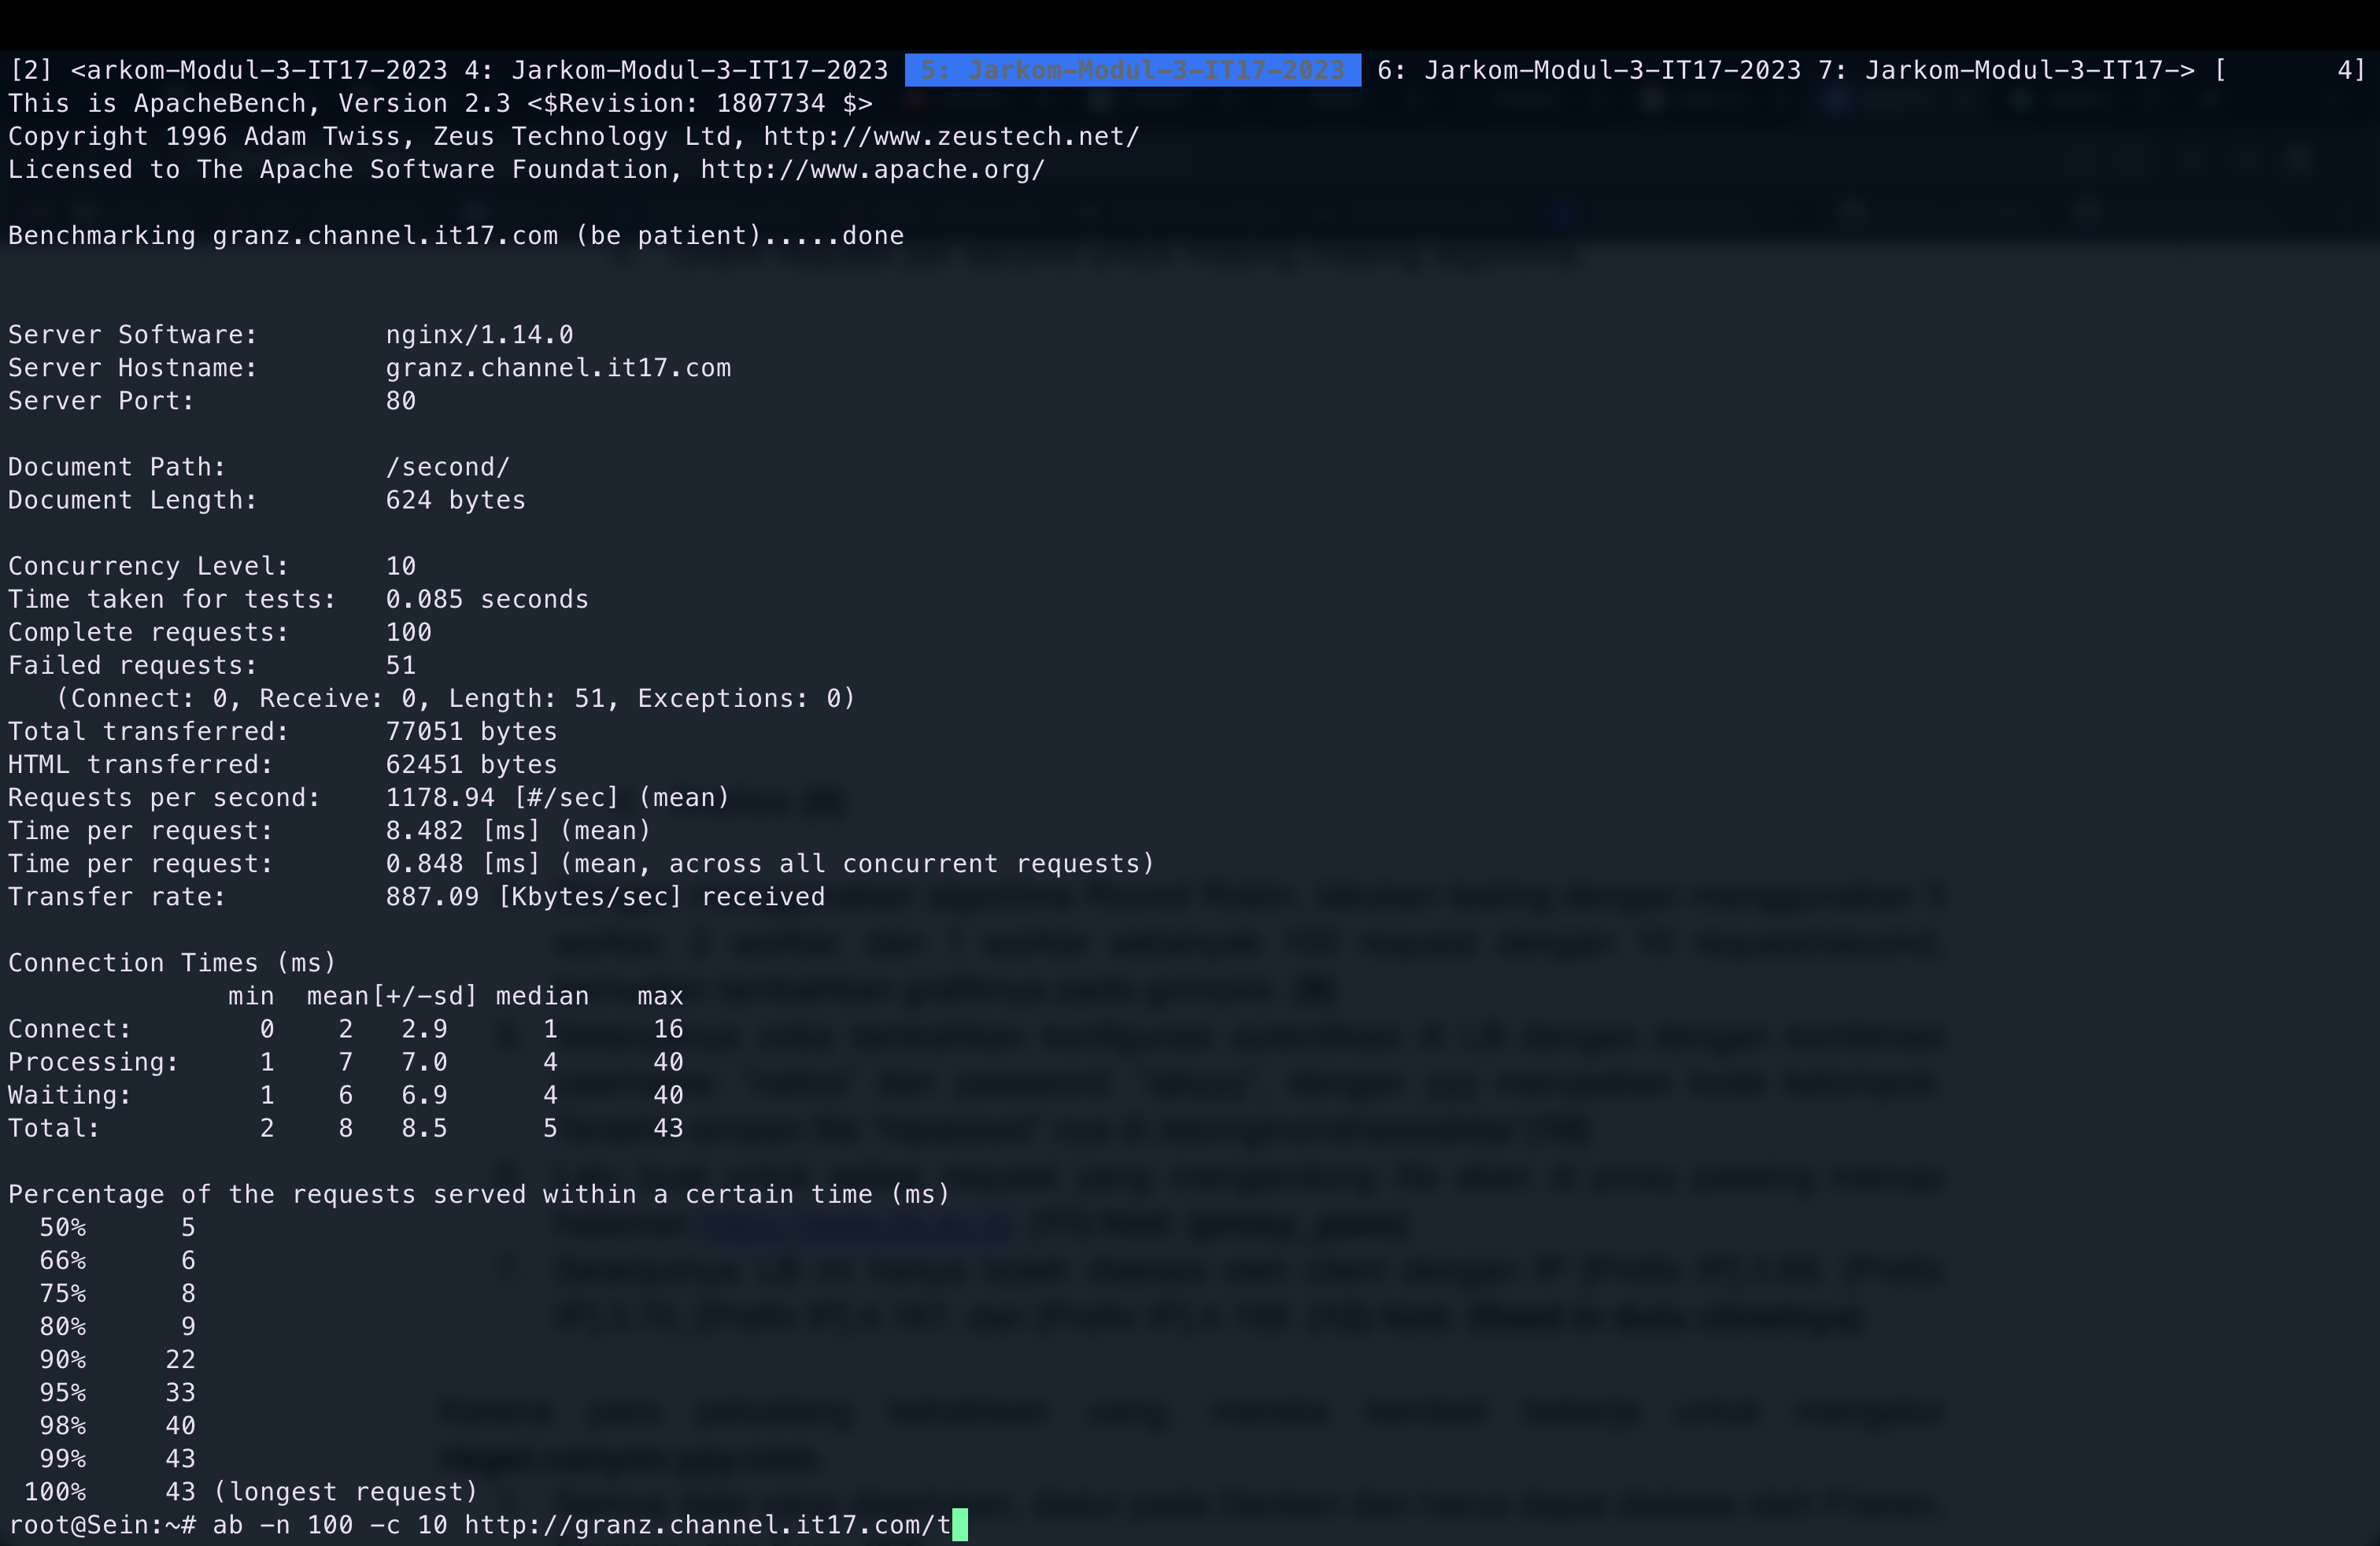 [2] <arkom-Modul-3-IT17-2023 4: Jarkom-Modul-3-IT17-2023 5: Jarkom-Modul-3-IT17-2023 6: Jarkom-Modul-3-IT17-2023 7: Jarkom-Modul-3-IT17-> [ 4]
This is ApacheBench, Version 2.3 <$Revision: 1807734 $>
Copyright 1996 Adam Twiss, Zeus Technology Ltd, http://www.zeustech.net/
Licensed to The Apache Software Foundation, http://www.apache.org/
Benchmarking granz.channel.it17.com (be patient).....done
Server Software: nginx/1.14.0
Server Hostname: granz.channel.it17.com
Server Port: 80
Document Path: /second/
Document Length: 624 bytes
Concurrency Level: 10
Time taken for tests: 0.085 seconds
Complete requests: 100
Failed requests: 51
(Connect: 0, Receive: 0, Length: 51, Exceptions: 0)
Total transferred: 77051 bytes
HTML transferred: 62451 bytes
Requests per second: 1178.94 [#/sec] (mean)
Time per request: 8.482 [ms] (mean)
Time per request: 0.848 [ms] (mean, across all concurrent requests)
Transfer rate: 887.09 [Kbytes/sec] received
Connection Times (ms)
min mean[+/-sd] median max
Connect: 0 2 2.9 1 16
Processing: 1 7 7.0 4 40
Waiting: 1 6 6.9 4 40
Total: 2 8 8.5 5 43
Percentage of the requests served within a certain time (ms)
50% 5
66% 6
75% 8
80% 9
90% 22
95% 33
98% 40
99% 43
100% 43 (longest request)
root@Sein:~# ab -n 100 -c 10 http://granz.channel.it17.com/t